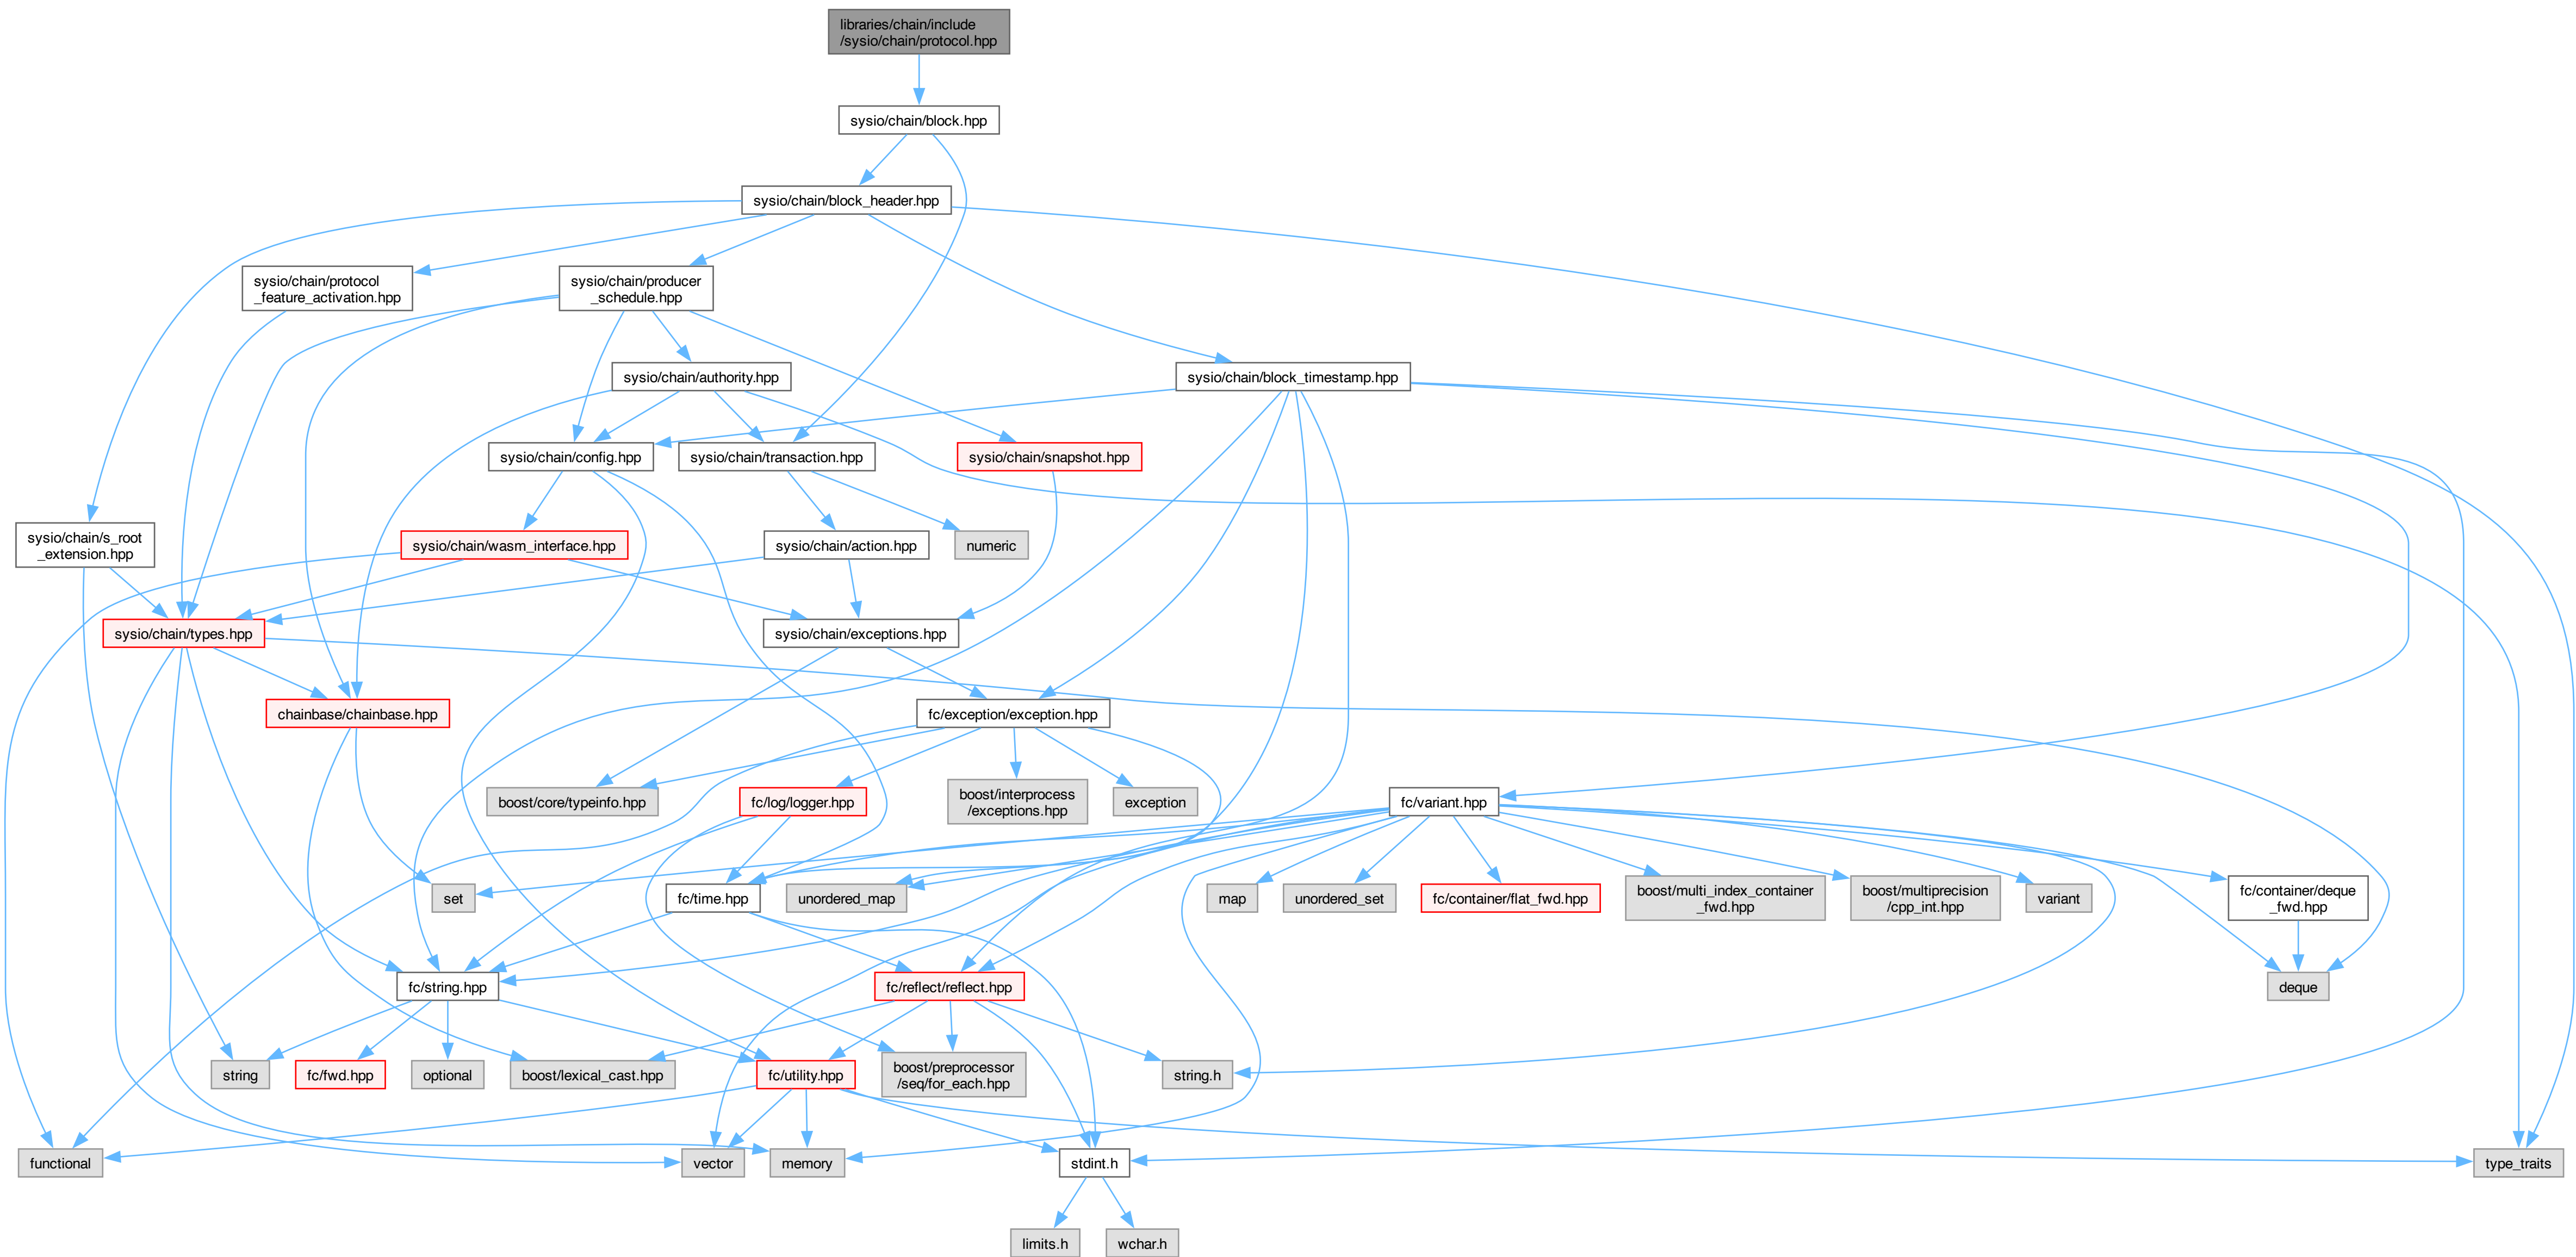 libraries/chain/include
/sysio/chain/protocol.hpp
sysio/chain/block.hpp
sysio/chain/block_header.hpp
sysio/chain/protocol
_feature_activation.hpp
sysio/chain/producer
_schedule.hpp
sysio/chain/authority.hpp
sysio/chain/block_timestamp.hpp
sysio/chain/config.hpp
sysio/chain/transaction.hpp
sysio/chain/snapshot.hpp
sysio/chain/s_root
_extension.hpp
sysio/chain/wasm_interface.hpp
sysio/chain/action.hpp
numeric
sysio/chain/types.hpp
sysio/chain/exceptions.hpp
chainbase/chainbase.hpp
fc/exception/exception.hpp
boost/core/typeinfo.hpp
fc/log/logger.hpp
boost/interprocess
/exceptions.hpp
exception
fc/variant.hpp
set
fc/time.hpp
unordered_map
map
unordered_set
fc/container/flat_fwd.hpp
boost/multi_index_container
_fwd.hpp
boost/multiprecision
/cpp_int.hpp
variant
fc/container/deque
_fwd.hpp
fc/string.hpp
fc/reflect/reflect.hpp
deque
string
fc/fwd.hpp
optional
boost/lexical_cast.hpp
fc/utility.hpp
boost/preprocessor
/seq/for_each.hpp
string.h
functional
vector
memory
stdint.h
type_traits
limits.h
wchar.h